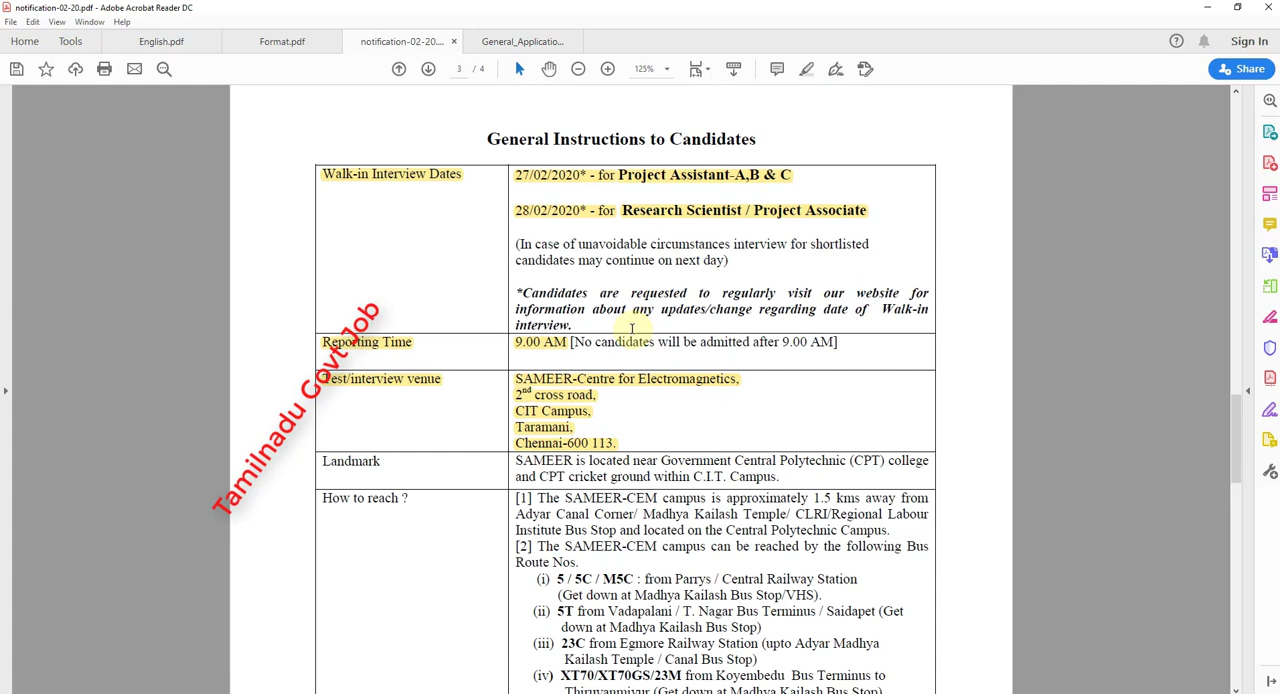 notification-02-20.pdf - Adobe Acrobat Reader DC
File Edit View Window Help
Home Tools English.pdf Format.pdf notification-02-20.... × General_Applicatio... Sign In
3 / 4 125% Share
General Instructions to Candidates
Walk-in Interview Dates
27/02/2020* - for Project Assistant-A,B & C
28/02/2020* - for Research Scientist / Project Associate
(In case of unavoidable circumstances interview for shortlisted
candidates may continue on next day)
*Candidates are requested to regularly visit our website for
information about any updates/change regarding date of Walk-in
interview.
Reporting Time
9.00 AM [No candidates will be admitted after 9.00 AM]
Test/interview venue
SAMEER-Centre for Electromagnetics,
2nd cross road,
CIT Campus,
Taramani,
Chennai-600 113.
Landmark
SAMEER is located near Government Central Polytechnic (CPT) college
and CPT cricket ground within C.I.T. Campus.
How to reach ?
[1] The SAMEER-CEM campus is approximately 1.5 kms away from
Adyar Canal Corner/ Madhya Kailash Temple/ CLRI/Regional Labour
Institute Bus Stop and located on the Central Polytechnic Campus.
[2] The SAMEER-CEM campus can be reached by the following Bus
Route Nos.
(i) 5 / 5C / M5C : from Parrys / Central Railway Station
(Get down at Madhya Kailash Bus Stop/VHS).
(ii) 5T from Vadapalani / T. Nagar Bus Terminus / Saidapet (Get
down at Madhya Kailash Bus Stop)
(iii) 23C from Egmore Railway Station (upto Adyar Madhya
Kailash Temple / Canal Bus Stop)
(iv) XT70/XT70GS/23M from Koyembedu Bus Terminus to
Thiruvanmiyur (Get down at Madhya Kailash Bus Stop)
Tamilnadu Govt Job